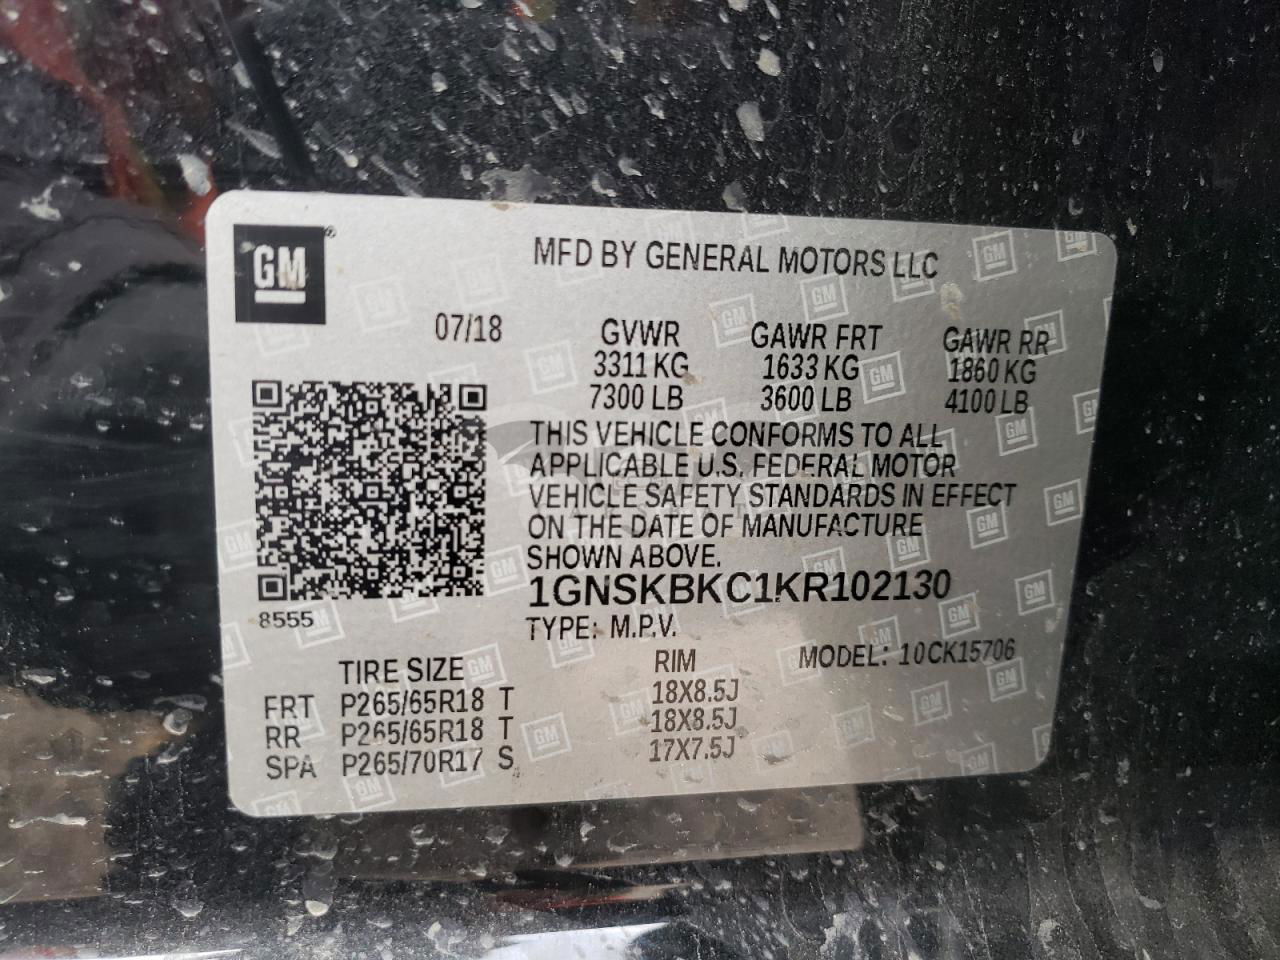 GM ®
MFD BY GENERAL MOTORS LLC
07/18 GVWR GAWR FRT GAWR RR
3311 KG 1633 KG 1860 KG
7300 LB 3600 LB 4100 LB
THIS VEHICLE CONFORMS TO ALL
APPLICABLE U.S. FEDERAL MOTOR
VEHICLE SAFETY STANDARDS IN EFFECT
ON THE DATE OF MANUFACTURE
SHOWN ABOVE.
1GNSKBKC1KR102130
8555
TYPE: M.P.V. MODEL: 10CK15706
TIRE SIZE RIM
FRT P265/65R18 T 18X8.5J
RR P265/65R18 T 18X8.5J
SPA P265/70R17 S 17X7.5J